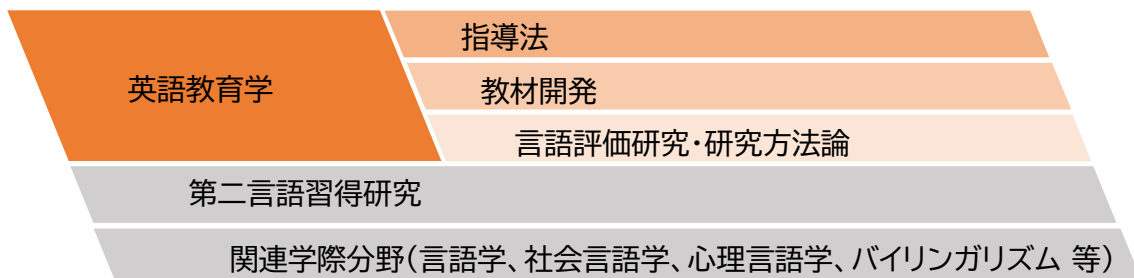 英語教育学
指導法
教材開発
言語評価研究・研究方法論
第二言語習得研究
関連学際分野(言語学、社会言語学、心理言語学、バイリンガリズム 等)